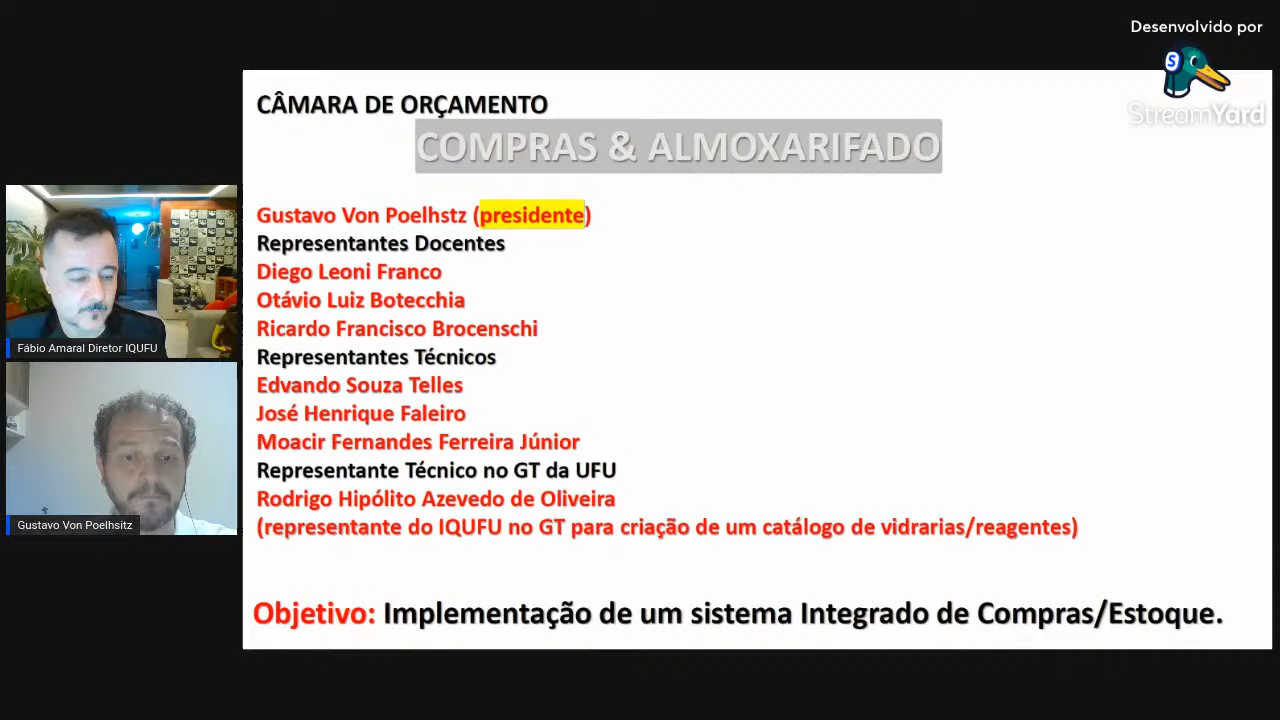 Desenvolvido por
StreamYard
CÂMARA DE ORÇAMENTO
COMPRAS & ALMOXARIFADO
Gustavo Von Poelhstz (presidente)
Representantes Docentes
Diego Leoni Franco
Otávio Luiz Botecchia
Ricardo Francisco Brocenschi
Representantes Técnicos
Edvando Souza Telles
José Henrique Faleiro
Moacir Fernandes Ferreira Júnior
Representante Técnico no GT da UFU
Rodrigo Hipólito Azevedo de Oliveira
(representante do IQUFU no GT para criação de um catálogo de vidrarias/reagentes)
Objetivo: Implementação de um sistema Integrado de Compras/Estoque.
Fábio Amaral Diretor IQUFU
Gustavo Von Poelhsitz